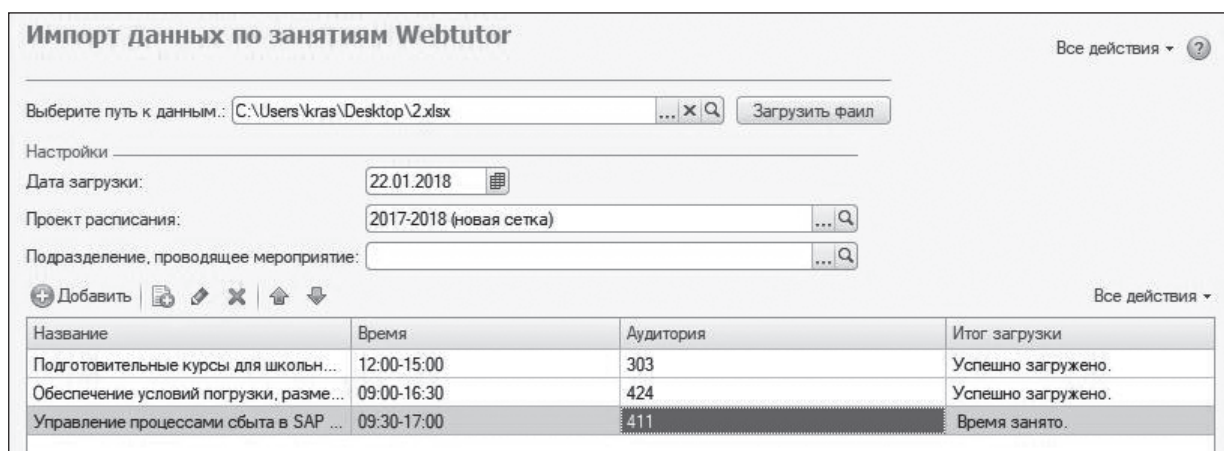 Импорт данных по занятиям Webtutor
Все действия
?
Выберите путь к данным.: C:\Users\kras\Desktop\2.xlsx ... Загрузить фаил
Настройки
Дата загрузки: 22.01.2018
Проект расписания: 2017-2018 (новая сетка) ...
Подразделение, проводящее мероприятие: ...
Добавить
Все действия
Название Время Аудитория Итог загрузки
Подготовительные курсы для школьн... 12:00-15:00 303 Успешно загружено.
Обеспечение условий погрузки, разме... 09:00-16:30 424 Успешно загружено.
Управление процессами сбыта в SAP ... 09:30-17:00 411 Время занято.